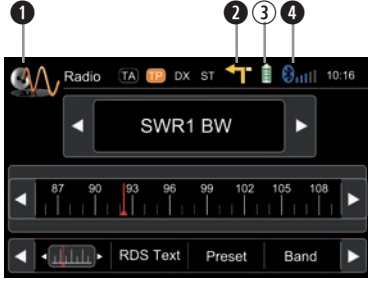 1 2 3 4
Radio TA TP DX ST 10:16
SWR1 BW
87 90 93 96 99 102 105 108
RDS Text Preset Band